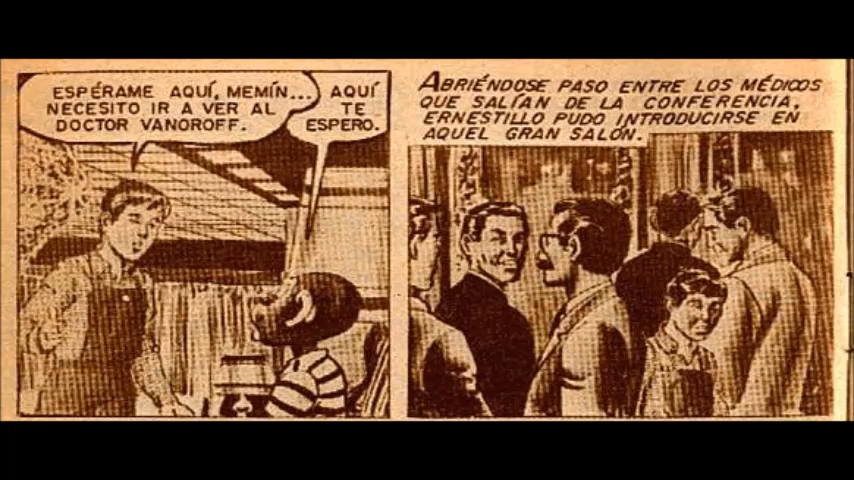 ESPÉRAME AQUÍ, MEMÍN...
NECESITO IR A VER AL
DOCTOR VANOROFF.
AQUÍ
TE
ESPERO.
ABRIÉNDOSE PASO ENTRE LOS MÉDICOS
QUE SALÍAN DE LA CONFERENCIA,
ERNESTILLO PUDO INTRODUCIRSE EN
AQUEL GRAN SALÓN.